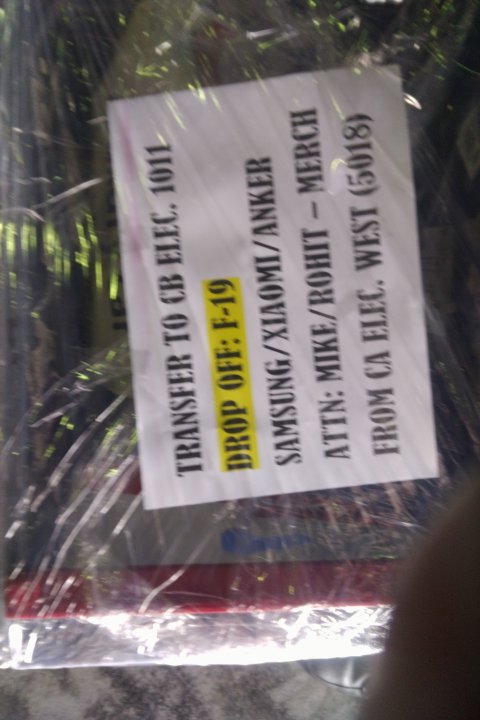 TRANSFER TO CB ELEC. 1011
DROP OFF: F-19
SAMSUNG/XIAOMI/ANKER
ATTN: MIKE/ROHIT – MERCH
FROM CA ELEC. WEST (5018)